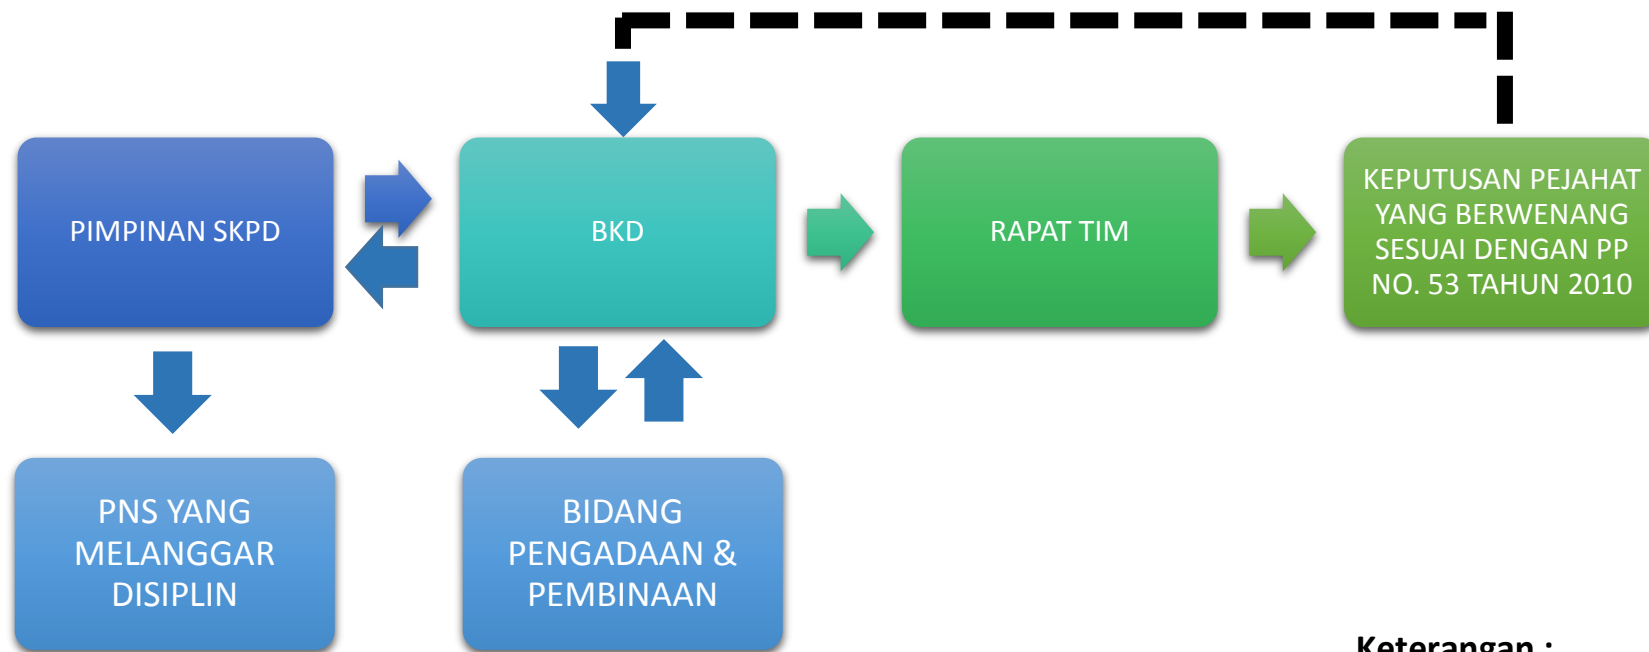 PIMPINAN SKPD
BKD
RAPAT TIM
KEPUTUSAN PEJAHAT
YANG BERWENANG
SESUAI DENGAN PP
NO. 53 TAHUN 2010
PNS YANG
MELANGGAR
DISIPLIN
BIDANG
PENGADAAN &
PEMBINAAN
Keterangan :